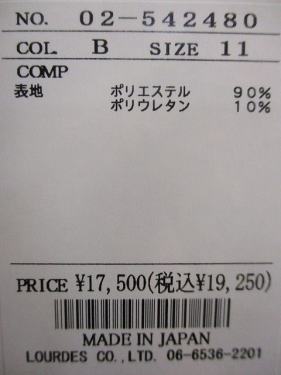 NO. 02-542480
COL. B SIZE 11
COMP
表地 ポリエステル 90%
ポリウレタン 10%
PRICE ¥17,500(税込¥19,250)
MADE IN JAPAN
LOURDES CO.,LTD. 06-6536-2201